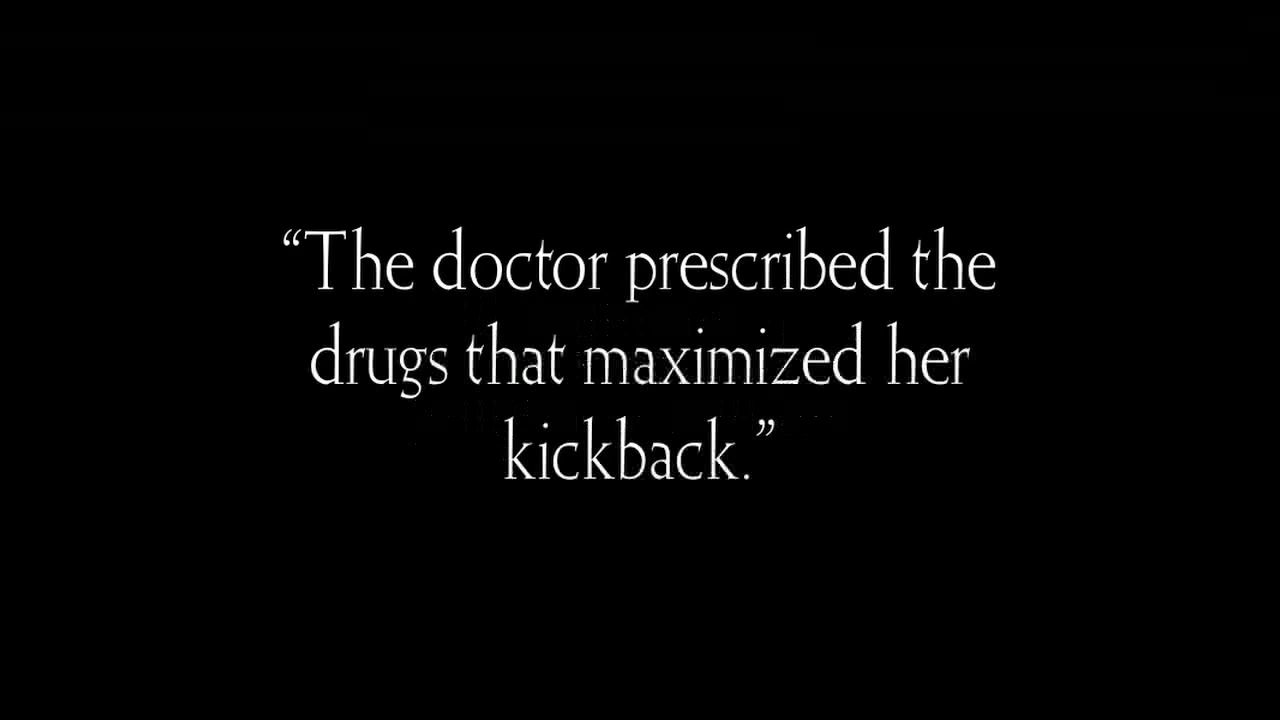 “The doctor prescribed the
drugs that maximized her
kickback.”